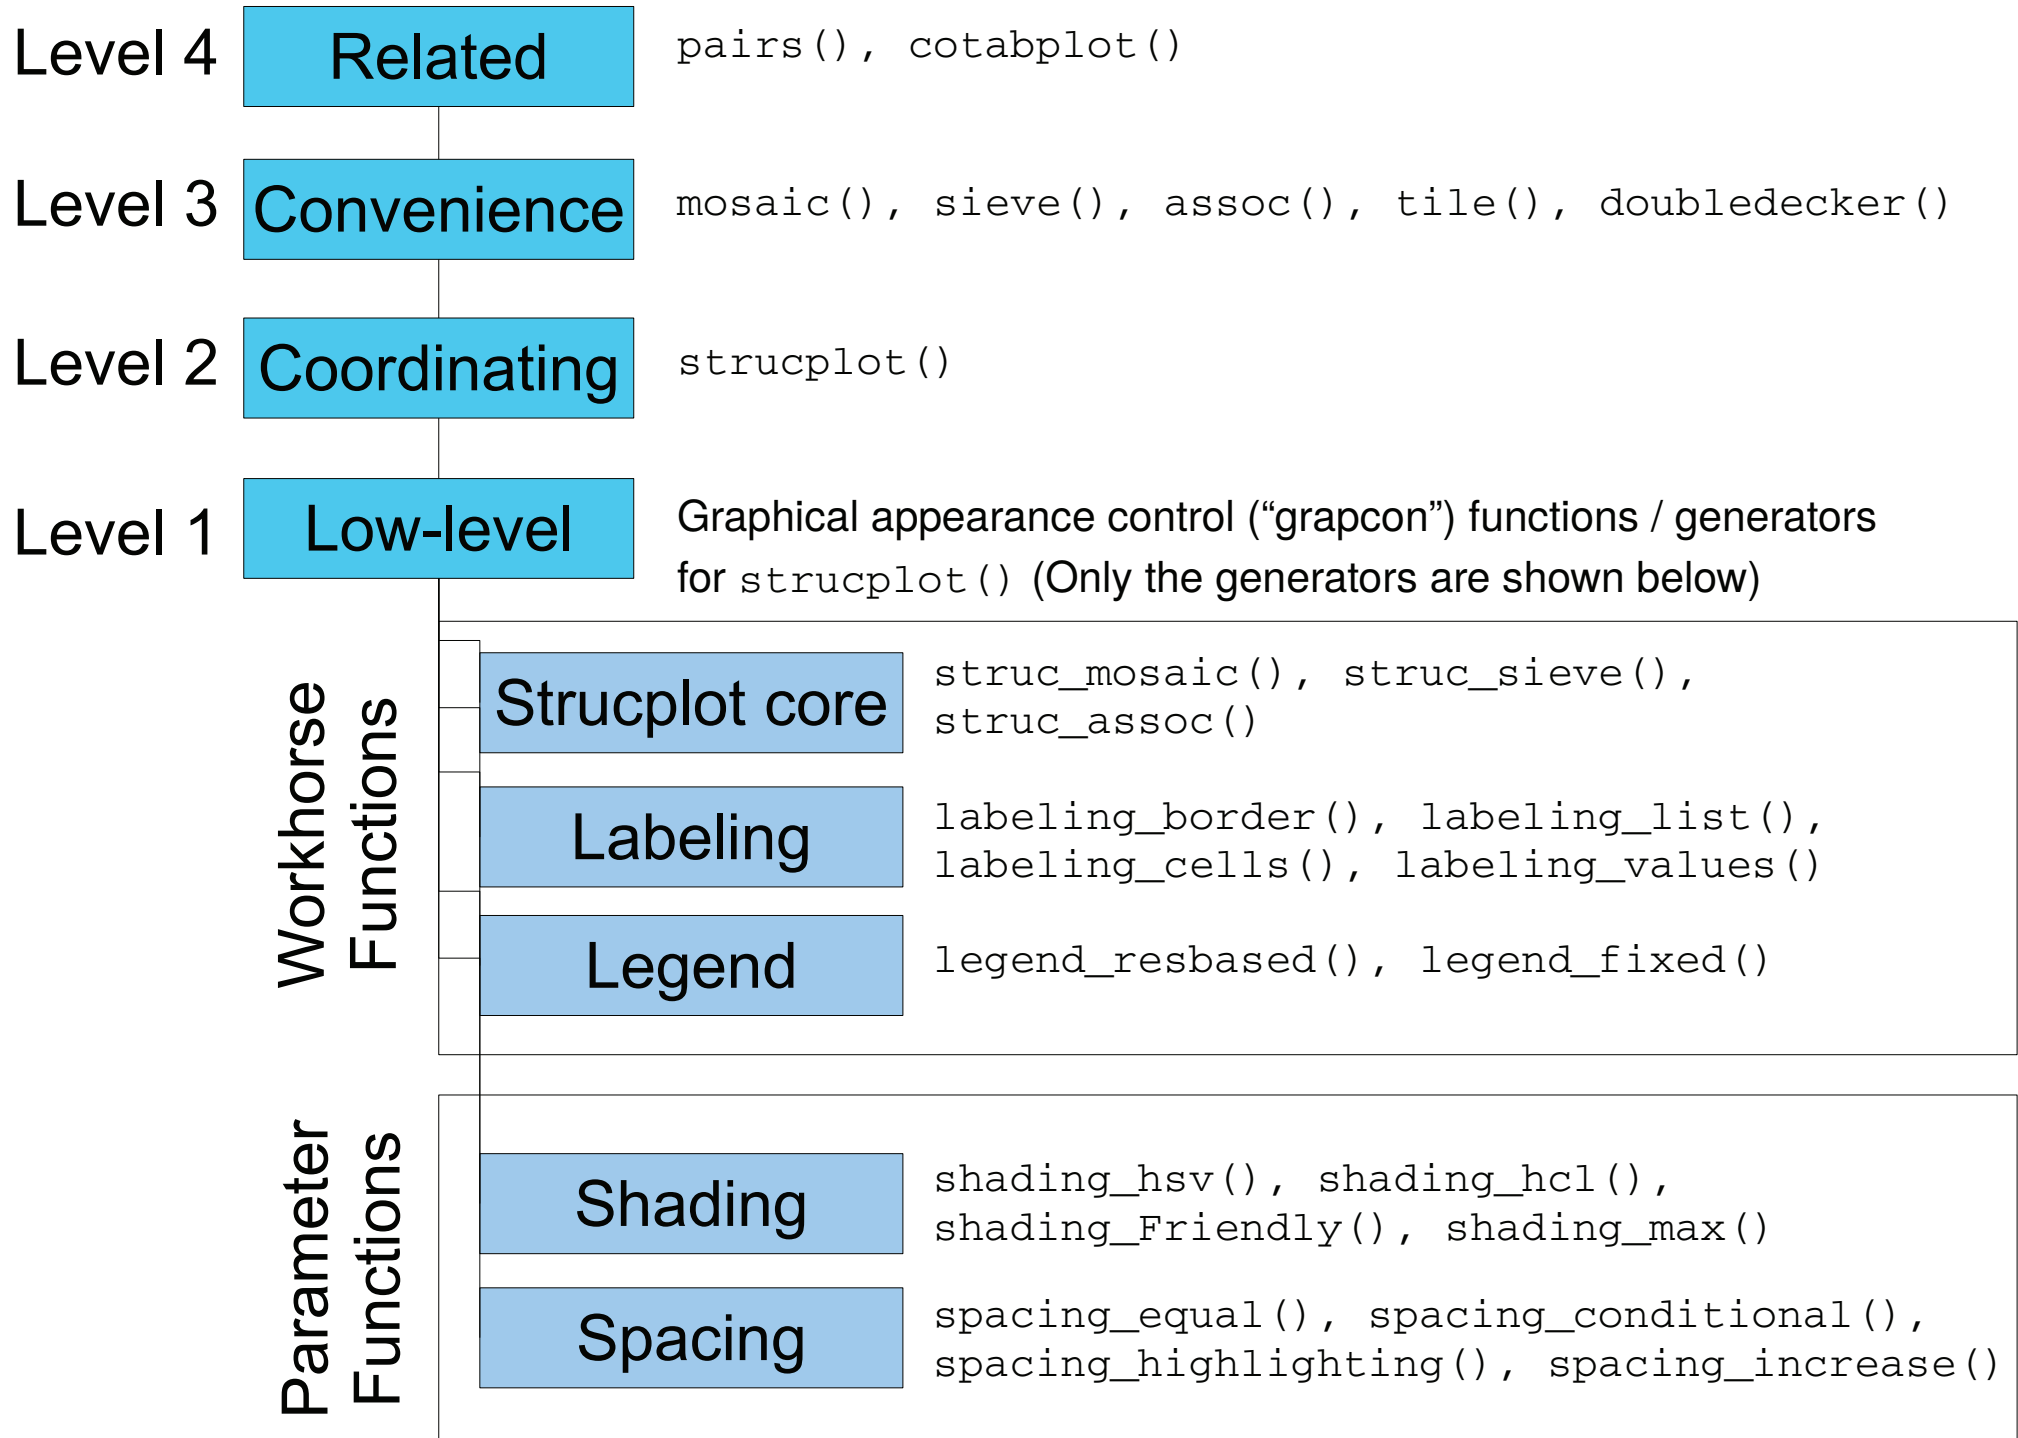 Level 4 Related pairs(), cotabplot()
Level 3 Convenience mosaic(), sieve(), assoc(), tile(), doubledecker()
Level 2 Coordinating strucplot()
Level 1 Low-level Graphical appearance control (“grapcon”) functions / generators
for strucplot() (Only the generators are shown below)
Workhorse
Functions
Strucplot core
struc_mosaic(), struc_sieve(),
struc_assoc()
Labeling
labeling_border(), labeling_list(),
labeling_cells(), labeling_values()
Legend
legend_resbased(), legend_fixed()
Parameter
Functions
Shading
shading_hsv(), shading_hcl(),
shading_Friendly(), shading_max()
Spacing
spacing_equal(), spacing_conditional(),
spacing_highlighting(), spacing_increase()